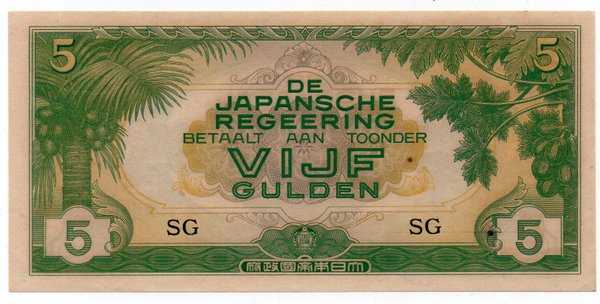 5 5
DE
JAPANSCHE
REGEERING
BETAALT AAN TOONDER
VIJF
GULDEN
SG SG
5 5
大日本帝國政府